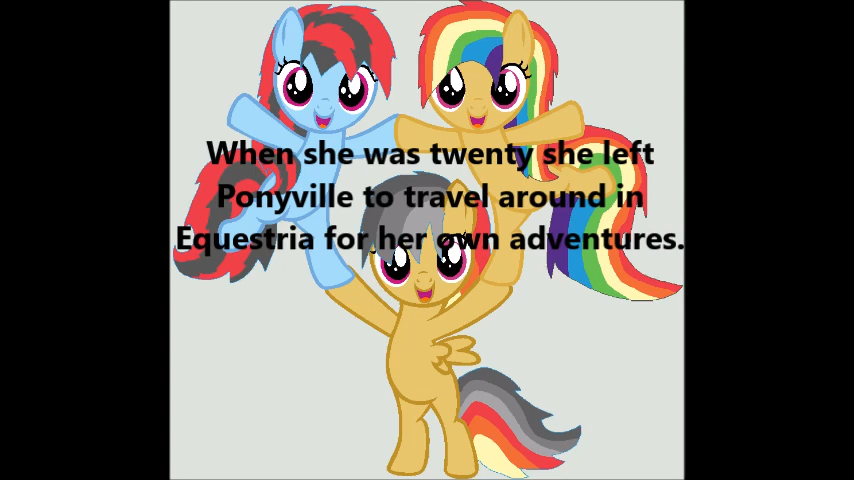 When she was twenty she left
Ponyville to travel around in
Equestria for her own adventures.